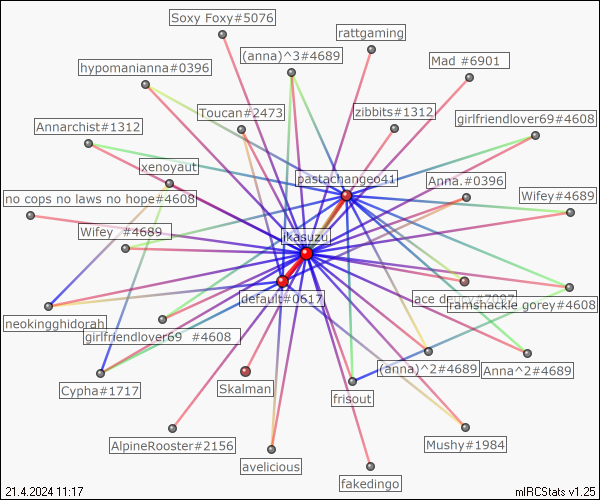 Soxy Foxy#5076
rattgaming
(anna)^3#4689
Mad #6901
hypomanianna#0396
Toucan#2473
zibbits#1312
girlfriendlover69#4608
Annarchist#1312
xenoyaut
pastachango641
Anna.#0396
no cops no laws no hope#4608
Wifey#4689
Wifey #4689
ikasuzu
default#0617
ace
ramshackle gorey#4608
neokingghidorah
girlfriendlover69 #4608
(anna)^2#4689
Anna^2#4689
Cypha#1717
Skalman
frisout
AlpineRooster#2156
Mushy#1984
avelicious
fakedingo
21.4.2024 11:17
mIRCStats v1.25